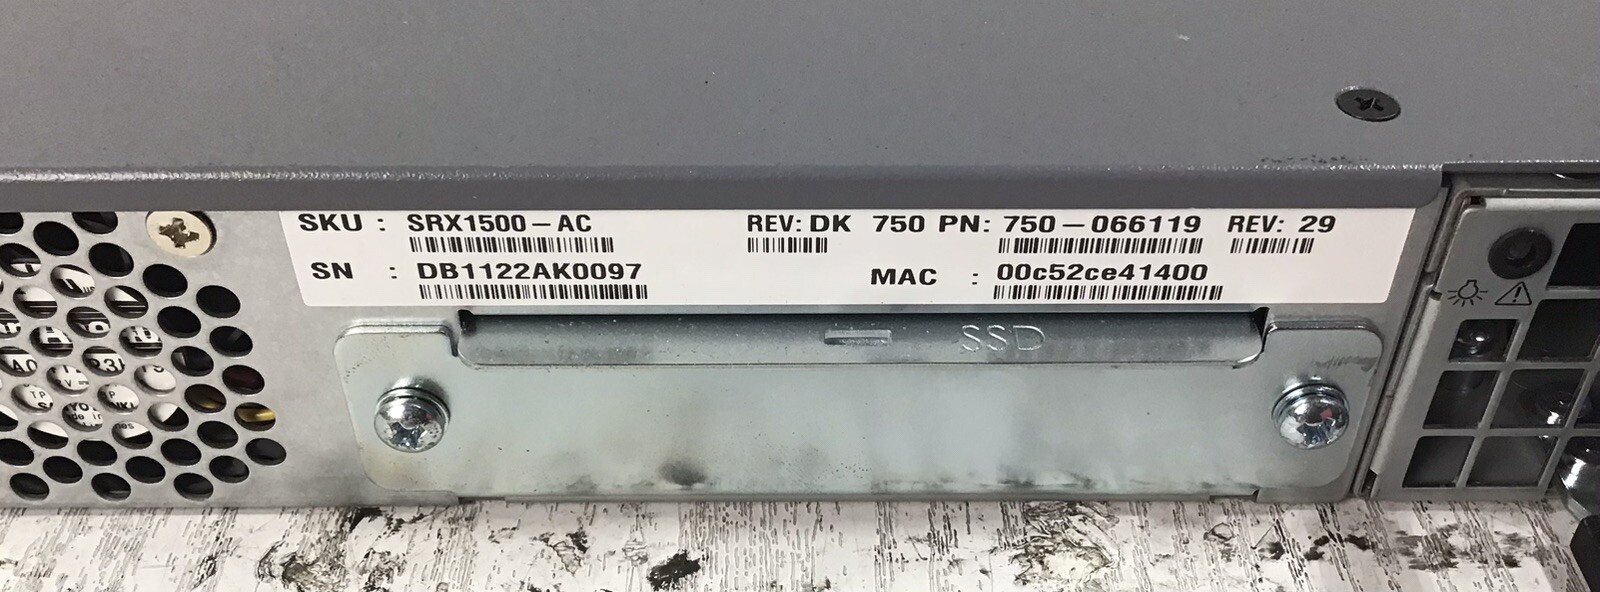 SKU : SRX1500-AC REV: DK 750 PN: 750-066119 REV: 29
SN : DB1122AK0097 MAC : 00c52ce41400
SSD